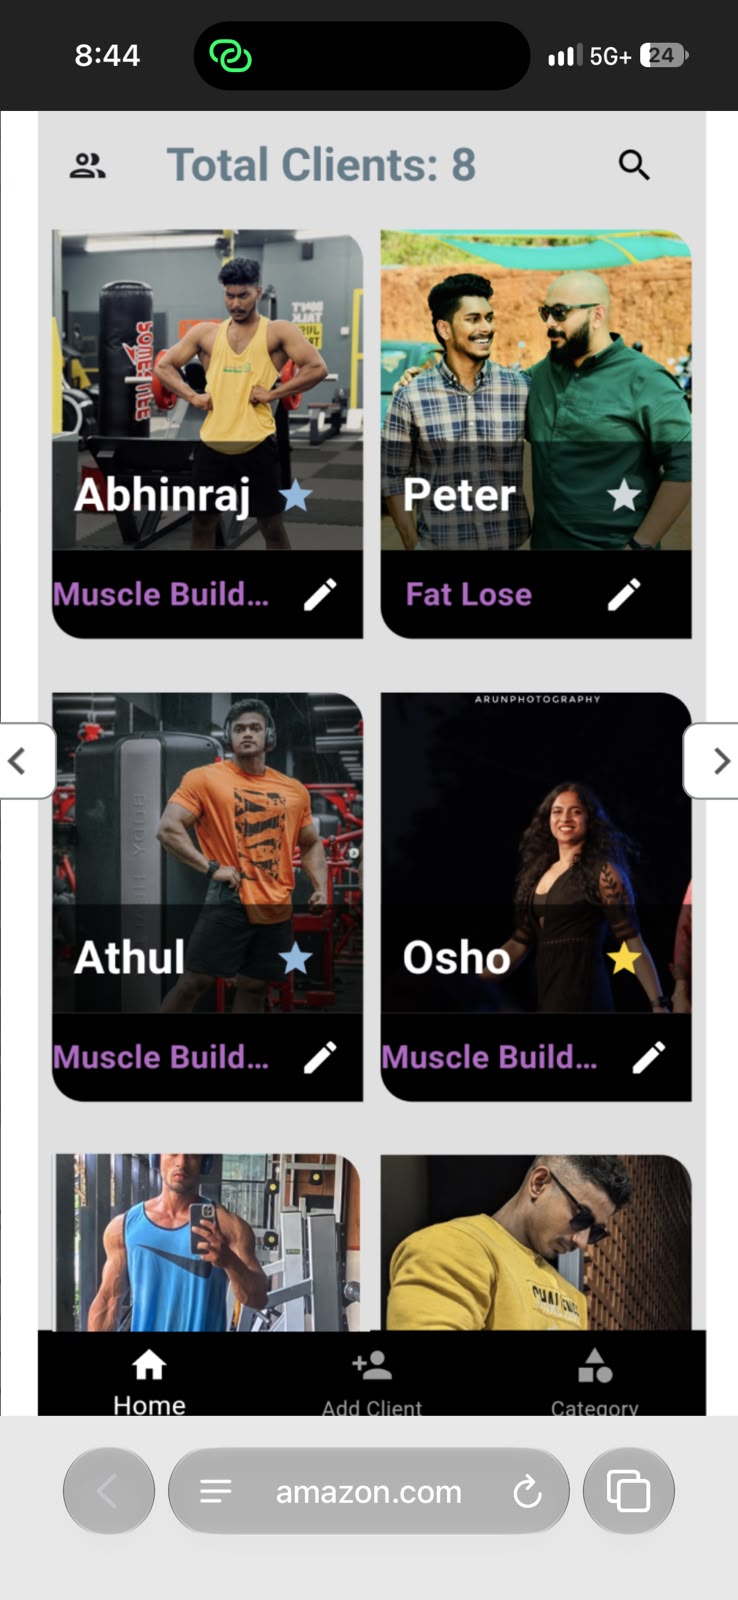 8:44
5G+
24
Total Clients: 8
POWER
Abhinraj
Peter
Muscle Build...
Fat Lose
ARUNPHOTOGRAPHY
Athul
Osho
Muscle Build...
Muscle Build...
Home
Add Client
Category
amazon.com